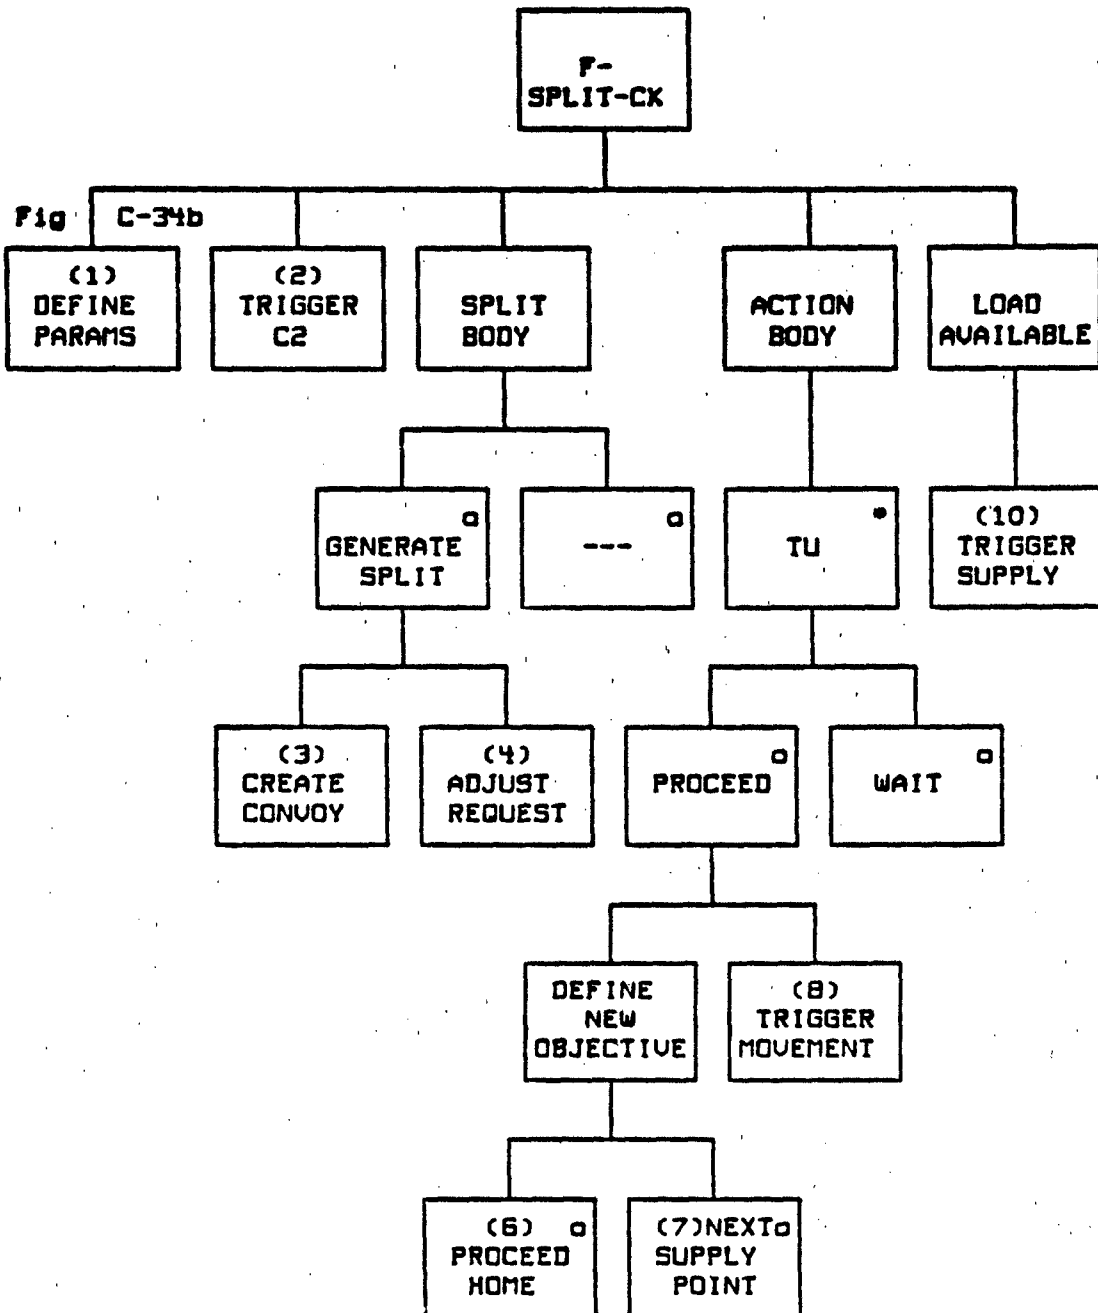 F-
SPLIT-CK
Fig C-34b
(1)
DEFINE
PARAMS
(2)
TRIGGER
C2
SPLIT
BODY
ACTION
BODY
LOAD
AVAILABLE
o
GENERATE
SPLIT
o
---
*
TU
(10)
TRIGGER
SUPPLY
(3)
CREATE
CONVOY
(4)
ADJUST
REQUEST
o
PROCEED
o
WAIT
DEFINE
NEW
OBJECTIVE
(8)
TRIGGER
MOVEMENT
(6) o
PROCEED
HOME
(7)NEXTo
SUPPLY
POINT